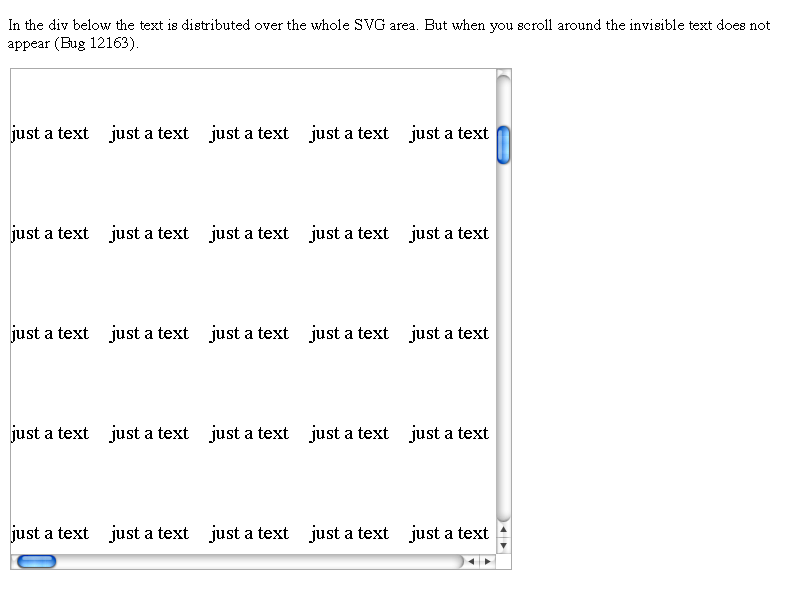 In the div below the text is distributed over the whole SVG area. But when you scroll around the invisible text does not
appear (Bug 12163).
just a text just a text just a text just a text just a text
just a text just a text just a text just a text just a text
just a text just a text just a text just a text just a text
just a text just a text just a text just a text just a text
just a text just a text just a text just a text just a text